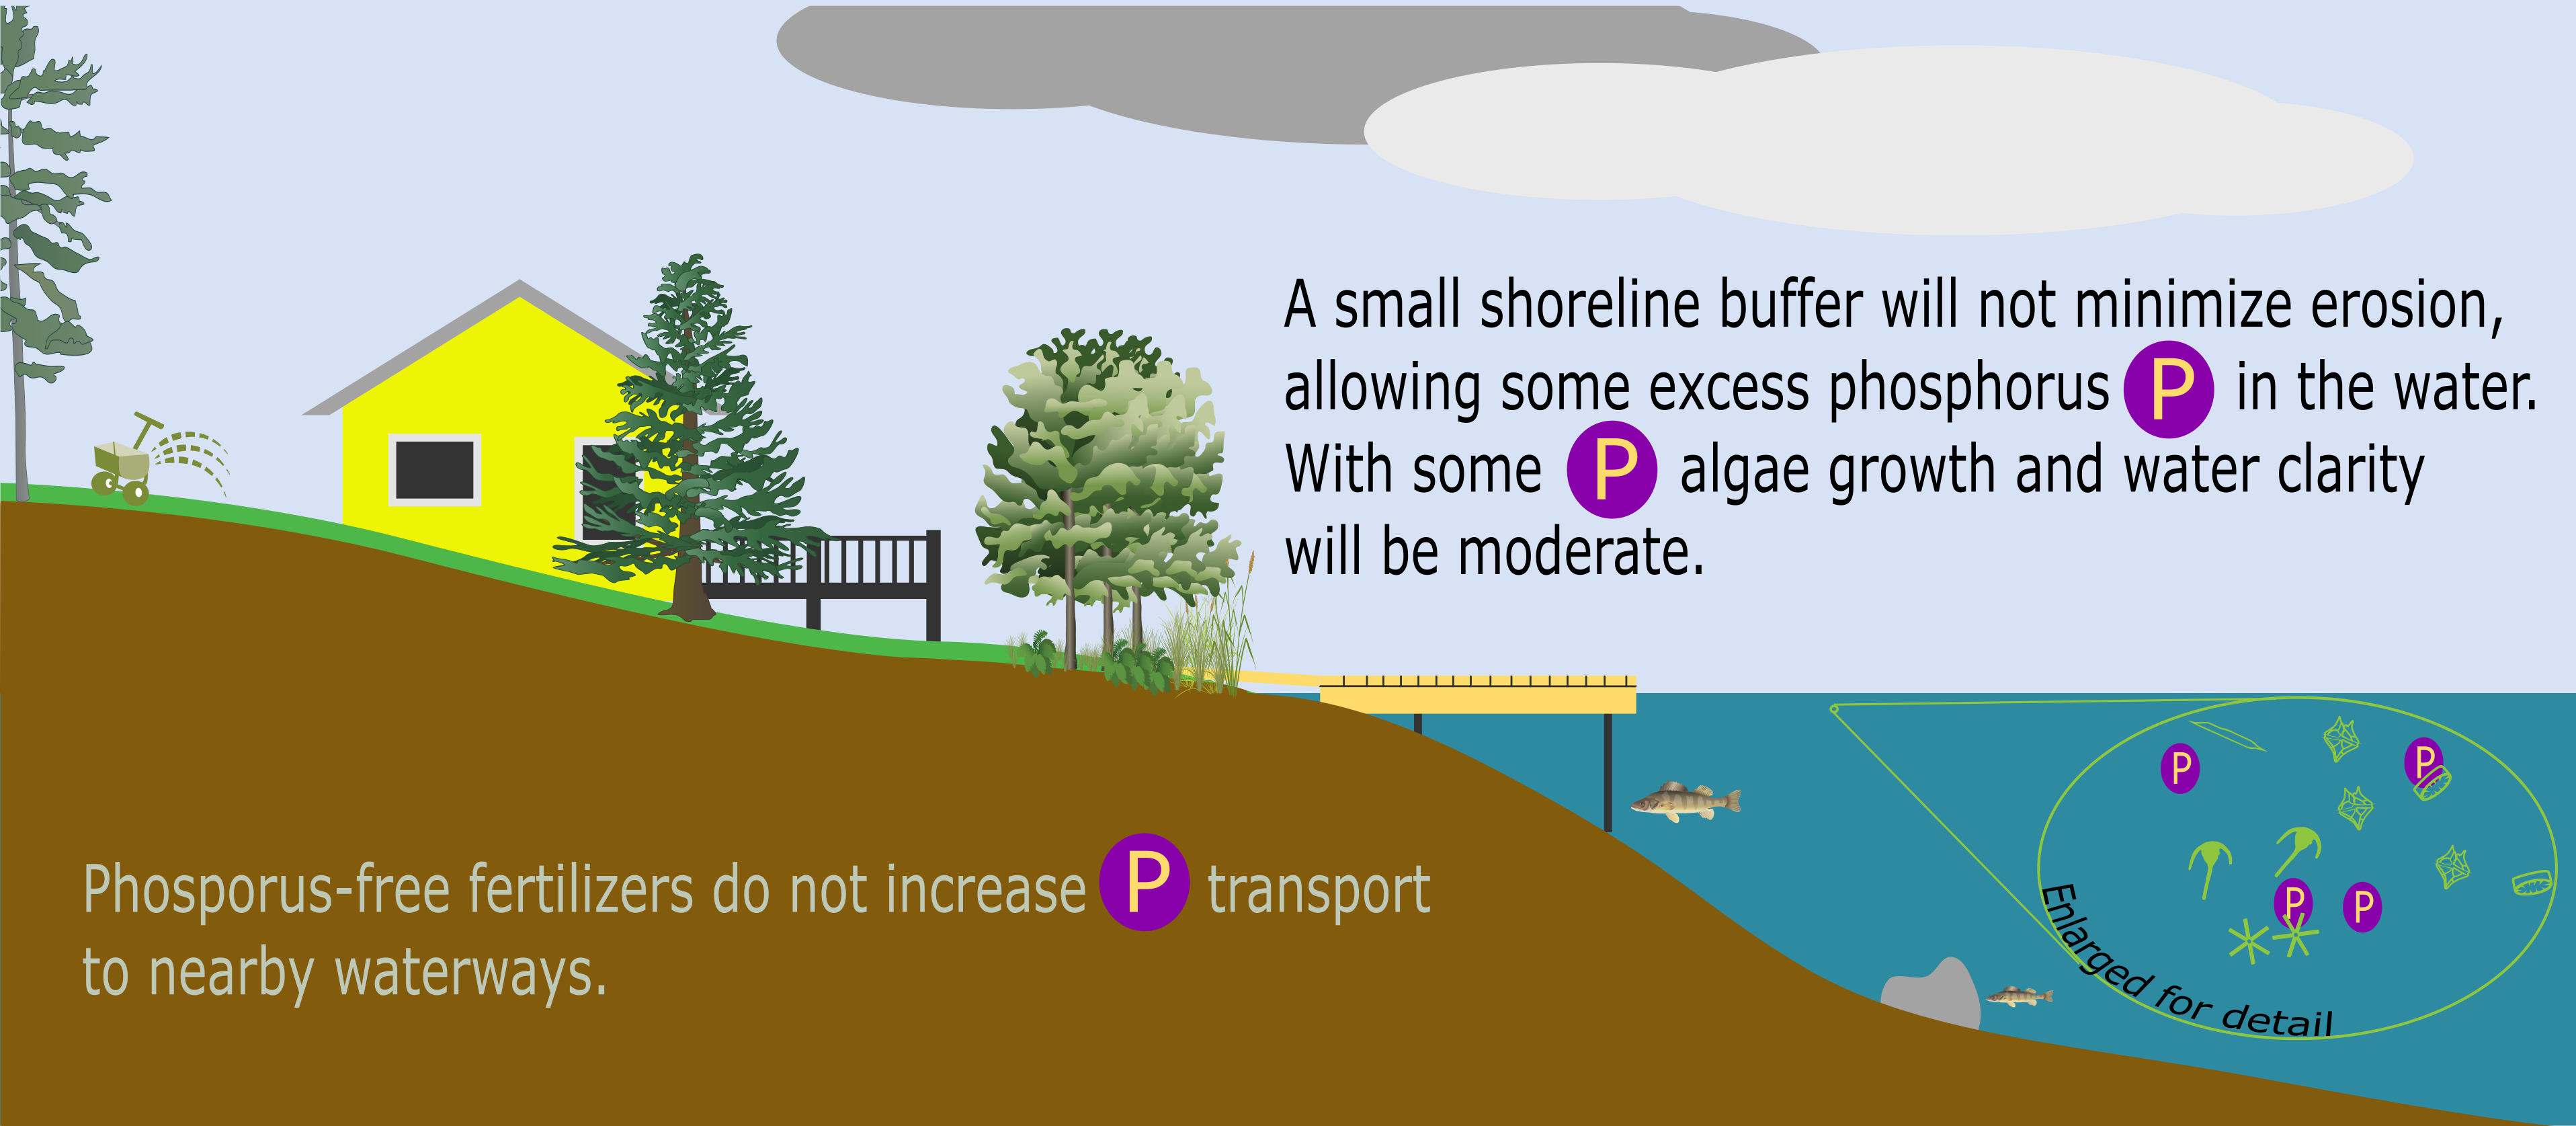 A small shoreline buffer will not minimize erosion,
allowing some excess phosphorus P in the water.
With some P algae growth and water clarity
will be moderate.
Phosporus-free fertilizers do not increase P transport
to nearby waterways.
P
P
P
P
Enlarged for detail